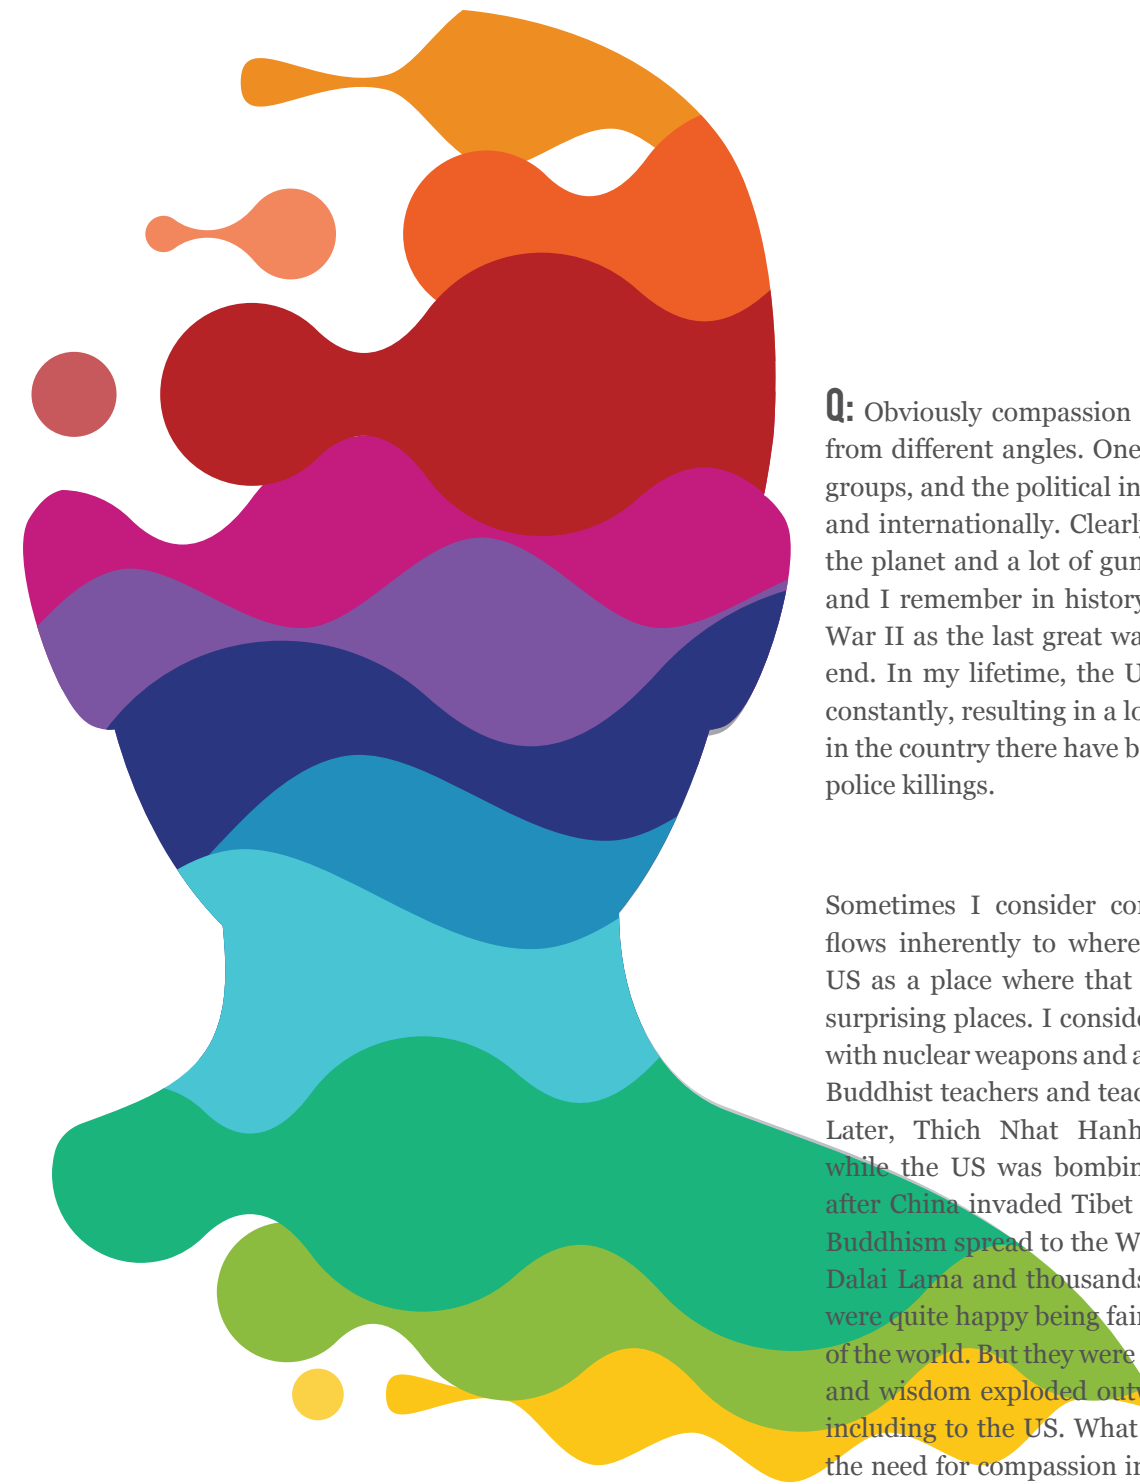 Q: Obviously compassion
from different angles. One
groups, and the political in
and internationally. Clearl
the planet and a lot of gun
and I remember in history
War II as the last great wa
end. In my lifetime, the U
constantly, resulting in a lo
in the country there have b
police killings.
Sometimes I consider co
flows inherently to where
US as a place where that
surprising places. I conside
with nuclear weapons and a
Buddhist teachers and teac
Later, Thich Nhat Hanh
while the US was bombin
after China invaded Tibet
Buddhism spread to the W
Dalai Lama and thousands
were quite happy being fair
of the world. But they were
and wisdom exploded outw
including to the US. What
the need for compassion in